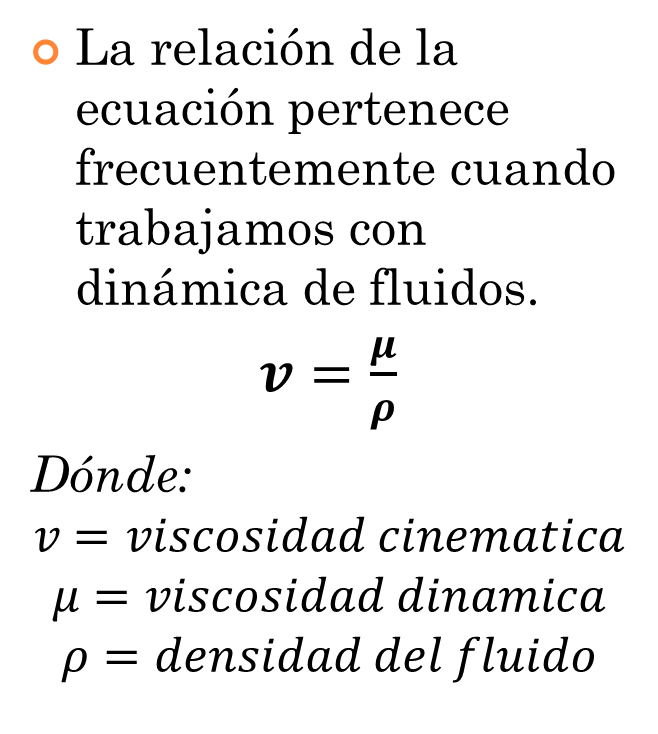 La relación de la
ecuación pertenece
frecuentemente cuando
trabajamos con
dinámica de fluidos.
v = μ/ρ
Dónde:
v = viscosidad cinematica
μ = viscosidad dinamica
ρ = densidad del fluido